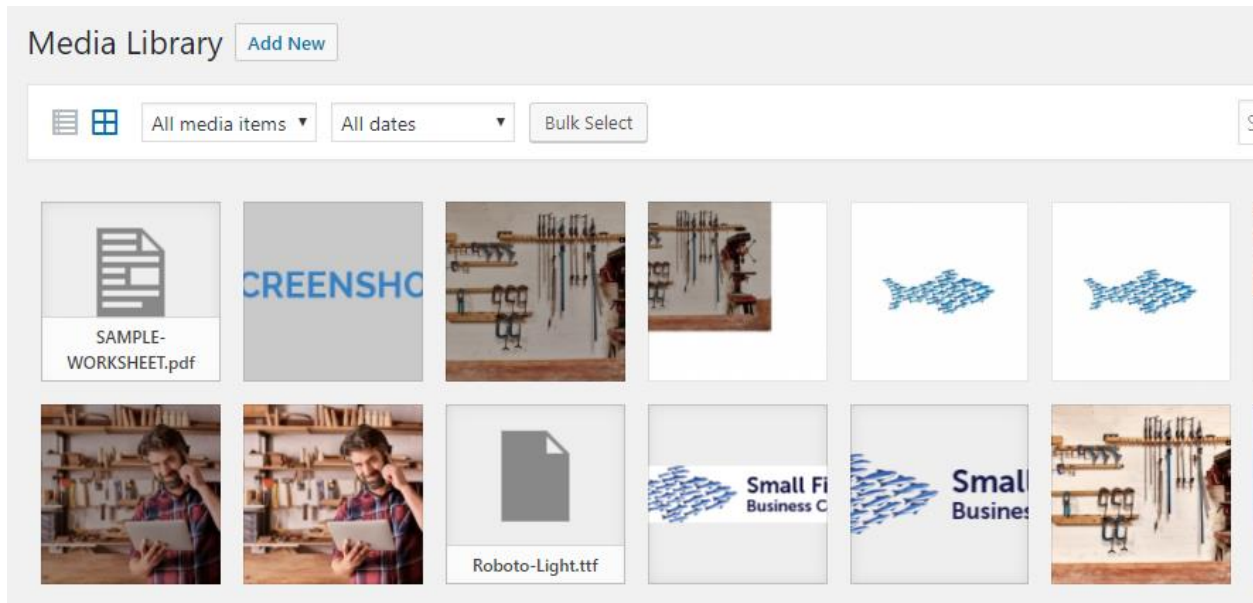 Media Library Add New
All media items All dates Bulk Select
S
CREENSHO
SAMPLE-
WORKSHEET.pdf
Small Fi
Business C
Smal
Busines
Roboto-Light.ttf